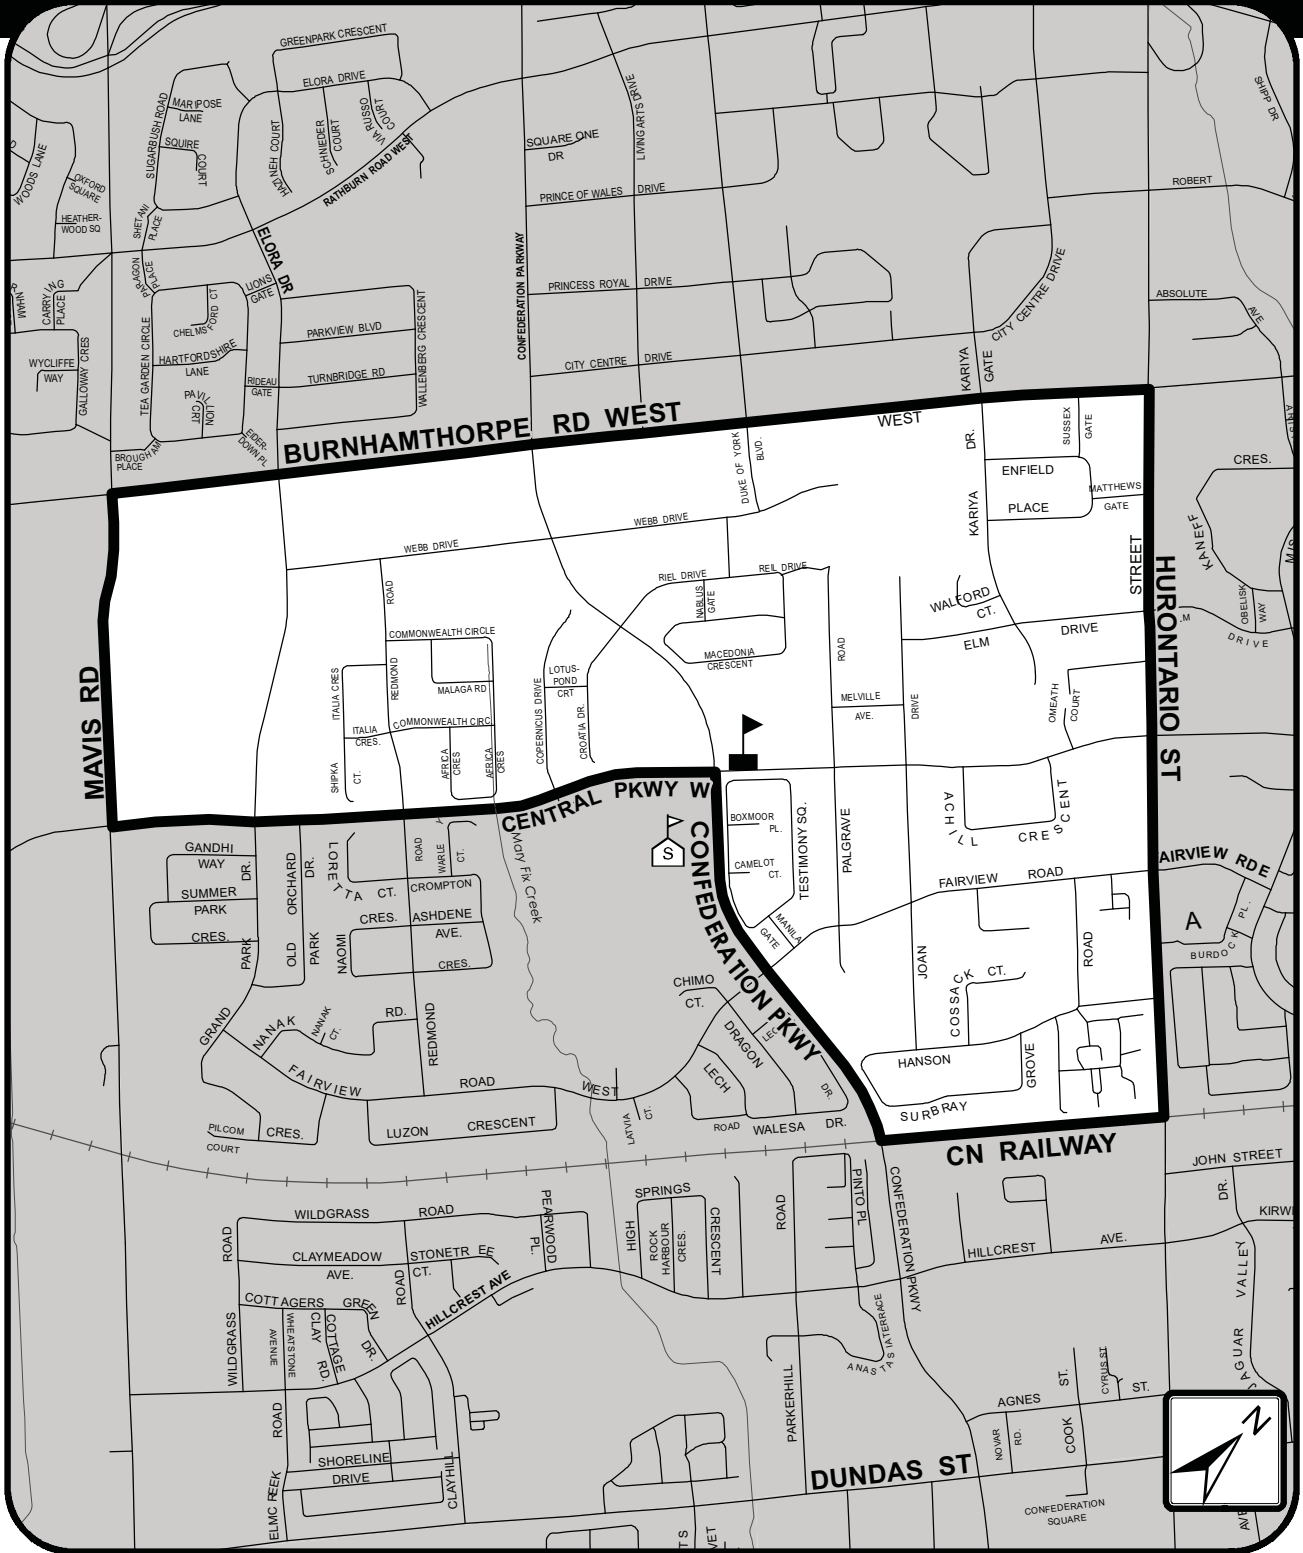 GREENPARK CRESCENT
ELORA DRIVE
SUGARBUSH ROAD
MARIPOSE
LANE
SQUIRE
COURT
HAZINEH COURT
SCHNIEDER
COURT
VIA RUSSO
COURT
RATHBURN ROAD WEST
LIVING ARTS DRIVE
SQUARE ONE
DR
SHIPP DR
WOODS LANE
OXFORD
SQUARE
HEATHER-
WOOD SQ
SHETANI
PLACE
PRINCE OF WALES DRIVE
ROBERT
ELORA DR
PARAGON
PLACE
LIONS
GATE
CARRYING
PLACE
CHELMSFORD CT
CONFEDERATION PARKWAY
PRINCESS ROYAL DRIVE
CITY CENTRE DRIVE
ABSOLUTE
AVE
PARKVIEW BLVD
WALLENBERG CRESCENT
TEA GARDEN CIRCLE
HARTFORDSHIRE
LANE
WYCLIFFE
WAY
GALLOWAY CRES
RIDEAU
GATE
TURNBRIDGE RD
CITY CENTRE DRIVE
KARIYA
GATE
PAVILLION
CRT
BROUGHAM
PLACE
EIDER-
DOWN PL
BURNHAMTHORPE RD WEST
WEST
DUKE OF YORK
BLVD.
KARIYA
DR.
SUSSEX
GATE
ENFIELD
PLACE
MATTHEWS
GATE
CRES.
KANEFF
WEBB DRIVE
WEBB DRIVE
STREET
HURONTARIO ST
RIEL DRIVE
REIL DRIVE
NABLUS
GATE
MACEDONIA
CRESCENT
WALFORD
CT.
ELM
DRIVE
DRIVE
OBELISK
WAY
REDMOND
ROAD
COMMONWEALTH CIRCLE
ITALIA CRES
MALAGA RD
COMMONWEALTH CIRC
ITALIA
CRES.
SHIPKA
CT.
AFRICA
CRES
AFRICA
CRES
COPERNICUS DRIVE
LOTUS-
POND
CRT
CROATIA DR.
ROAD
MELVILLE
AVE.
DRIVE
OMEATH
COURT
MAVIS RD
CENTRAL PKWY W
CONFEDERATION PKWY
S
BOXMOOR
PL.
CAMELOT
CT.
TESTIMONY SQ.
PALGRAVE
ACHILL
CRESCENT
MANILA
GATE
FAIRVIEW ROAD
A
BURDOCK PL.
GANDHI
WAY
SUMMER
PARK
CRES.
PARK
DR.
OLD
ORCHARD
PARK
DR.
LORETTA CT.
ROAD
WARLEY
CT.
CROMPTON
CRES.
ASHDENE
AVE.
CRES.
NAOMI
Mary Fix Creek
JOAN
COSSACK CT.
ROAD
CHIMO
CT.
DRAGON
LECH
DR.
GRAND
NANAK
NANAK
CT.
RD.
REDMOND
FAIRVIEW
ROAD
WEST
LUZON
CRESCENT
PILCOM
COURT
CRES.
LATVIA
CT.
ROAD
WALESA DR.
HANSON
GROVE
SURBRAY
CN RAILWAY
JOHN STREET
DR.
WILDGRASS ROAD
CLAYMEADOW
AVE.
STONETREE
CT.
PEARWOOD
PL.
SPRINGS
HIGH
ROCK
HARBOUR
CRES.
CRESCENT
ROAD
PINTO PL
CONFEDERATION PKWY
HILLCREST
AVE.
JAGUAR VALLEY
WILDGRASS
ROAD
COTTAGERS GREEN
AVENUE
WHEATSTONE
CLAY
RD.
COTTAGE
DR.
ROAD
HILLCREST AVE
ANASTASIA TERRACE
PARKERHILL
ROAD
SHORELINE
DRIVE
CLAYHILL
AGNES
ST.
COOK
ST.
CYRUS ST.
NOVAR
RD.
DUNDAS ST
CONFEDERATION
SQUARE
N